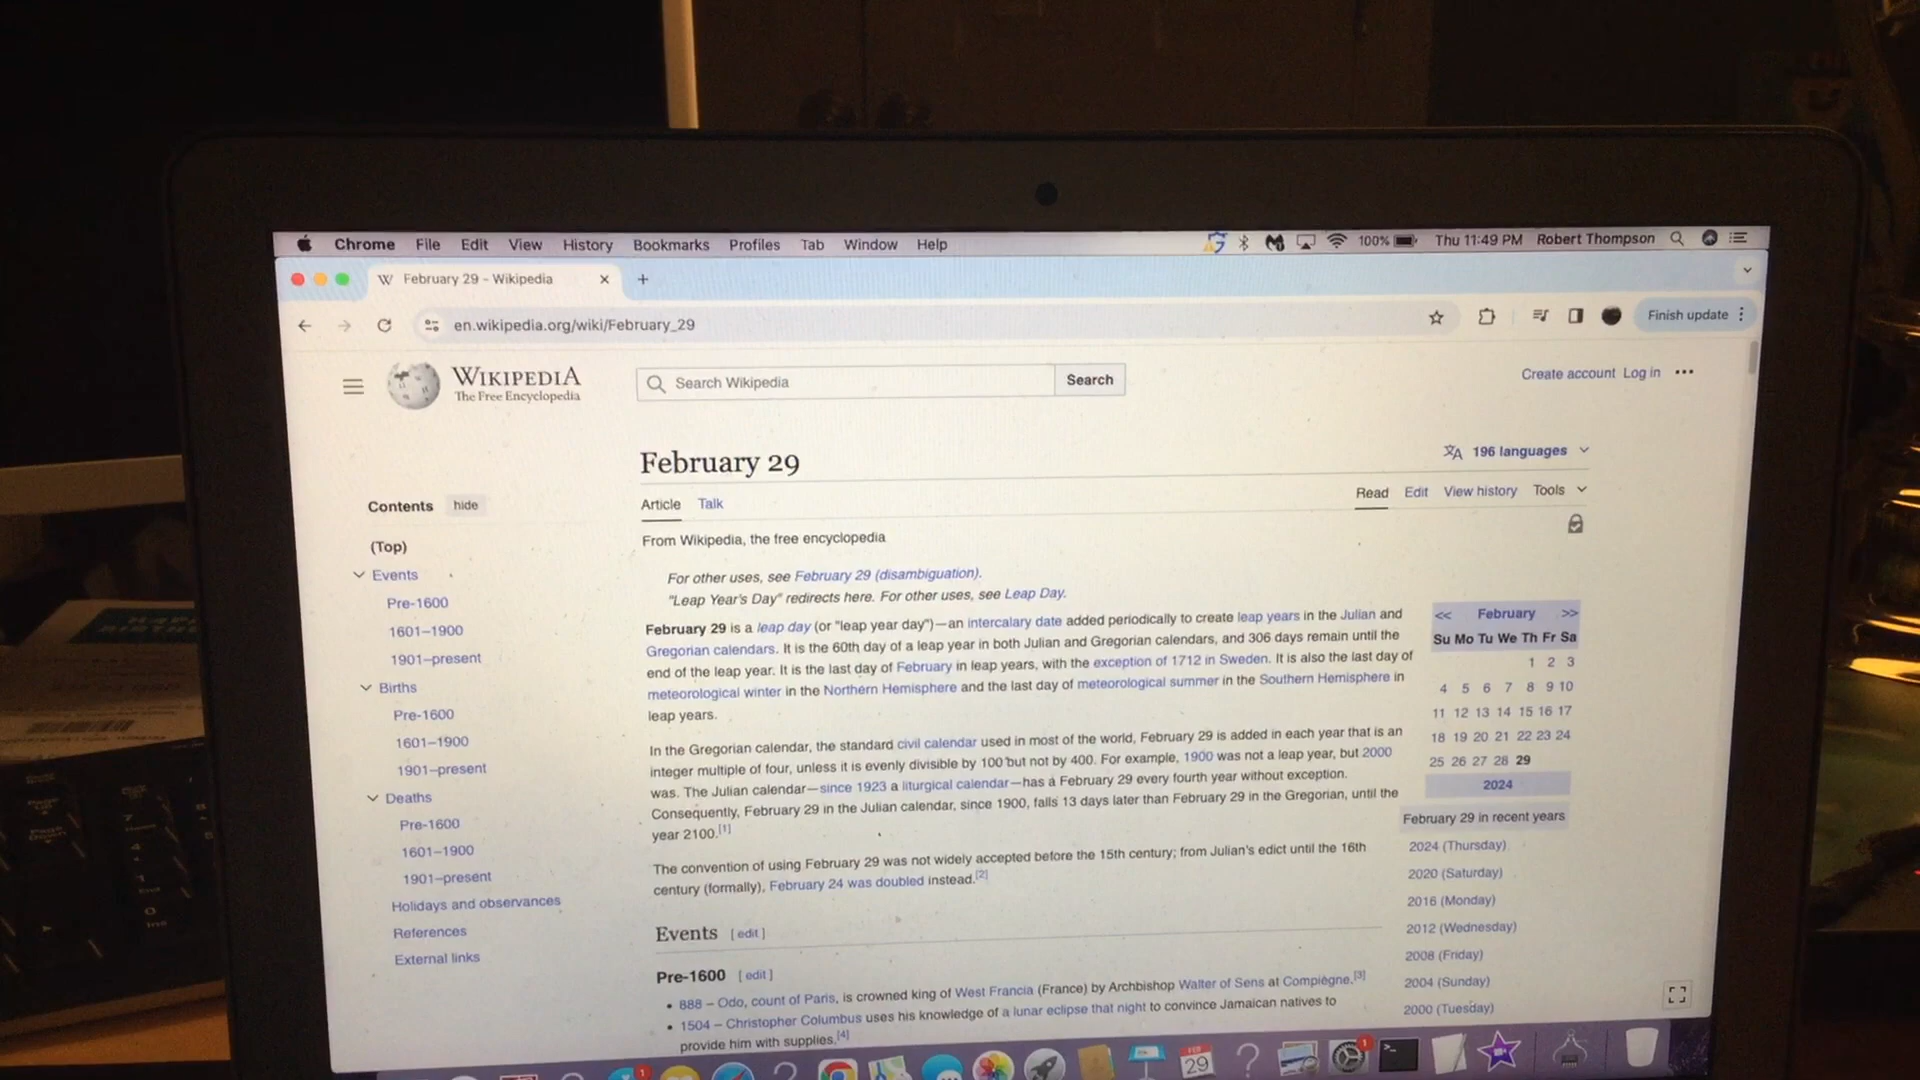 Chrome File Edit View History Bookmarks Profiles Tab Window Help 100% Thu 11:49 PM Robert Thompson
W February 29 - Wikipedia
en.wikipedia.org/wiki/February_29
Finish update
WIKIPEDIA
The Free Encyclopedia
Search Wikipedia
Search
Create account Log in
February 29
196 languages
Article Talk
Read Edit View history Tools
From Wikipedia, the free encyclopedia
Contents hide
(Top)
Events
Pre-1600
1601–1900
1901–present
Births
Pre-1600
1601–1900
1901–present
Deaths
Pre-1600
1601–1900
1901–present
Holidays and observances
References
External links
For other uses, see February 29 (disambiguation).
"Leap Year's Day" redirects here. For other uses, see Leap Day.
February 29 is a leap day (or "leap year day")—an intercalary date added periodically to create leap years in the Julian and
Gregorian calendars. It is the 60th day of a leap year in both Julian and Gregorian calendars, and 306 days remain until the
end of the leap year. It is the last day of February in leap years, with the exception of 1712 in Sweden. It is also the last day of
meteorological winter in the Northern Hemisphere and the last day of meteorological summer in the Southern Hemisphere in
leap years.
In the Gregorian calendar, the standard civil calendar used in most of the world, February 29 is added in each year that is an
integer multiple of four, unless it is evenly divisible by 100 but not by 400. For example, 1900 was not a leap year, but 2000
was. The Julian calendar—since 1923 a liturgical calendar—has a February 29 every fourth year without exception.
Consequently, February 29 in the Julian calendar, since 1900, falls 13 days later than February 29 in the Gregorian, until the
year 2100.[1]
The convention of using February 29 was not widely accepted before the 15th century; from Julian's edict until the 16th
century (formally), February 24 was doubled instead.[2]
Events [ edit ]
Pre-1600 [ edit ]
• 888 – Odo, count of Paris, is crowned king of West Francia (France) by Archbishop Walter of Sens at Compiègne.[3]
• 1504 – Christopher Columbus uses his knowledge of a lunar eclipse that night to convince Jamaican natives to
provide him with supplies.[4]
<< February >>
Su Mo Tu We Th Fr Sa
1 2 3
4 5 6 7 8 9 10
11 12 13 14 15 16 17
18 19 20 21 22 23 24
25 26 27 28 29
2024
February 29 in recent years
2024 (Thursday)
2020 (Saturday)
2016 (Monday)
2012 (Wednesday)
2008 (Friday)
2004 (Sunday)
2000 (Tuesday)
FEB
29
1
1